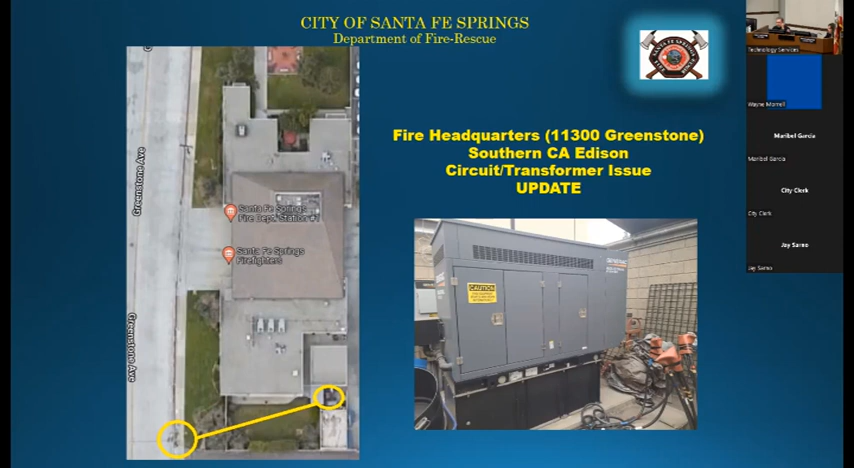 CITY OF SANTA FE SPRINGS
Department of Fire-Rescue
Greenstone Ave
Greenstone Ave
Santa Fe Springs
Fire Dept. Station #1
Santa Fe Springs
Firefighters
Fire Headquarters (11300 Greenstone)
Southern CA Edison
Circuit/Transformer Issue
UPDATE
CAUTION
GENERAC
Technology Services
Wayne Morrell
Maribel Garcia
Maribel Garcia
City Clerk
City Clerk
Jay Sarno
Jay Sarno